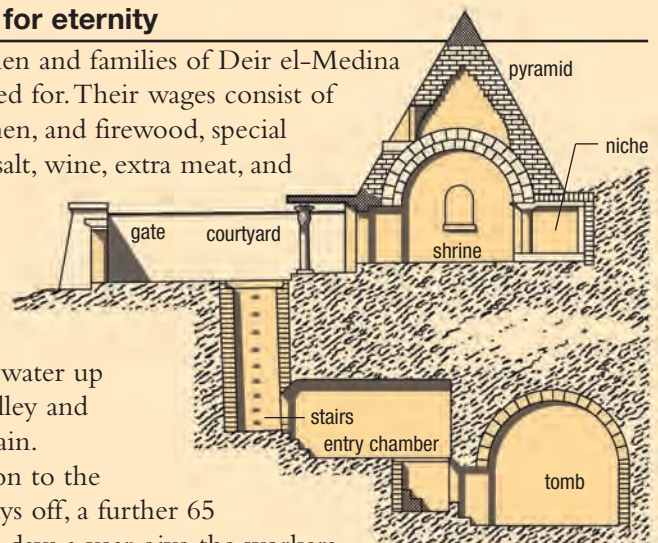 for eternity
en and families of Deir el-Medina
ed for. Their wages consist of
nen, and firewood, special
salt, wine, extra meat, and
pyramid
niche
gate
courtyard
shrine
water up
lley and
ain.
on to the
ys off, a further 65
stairs
entry chamber
tomb